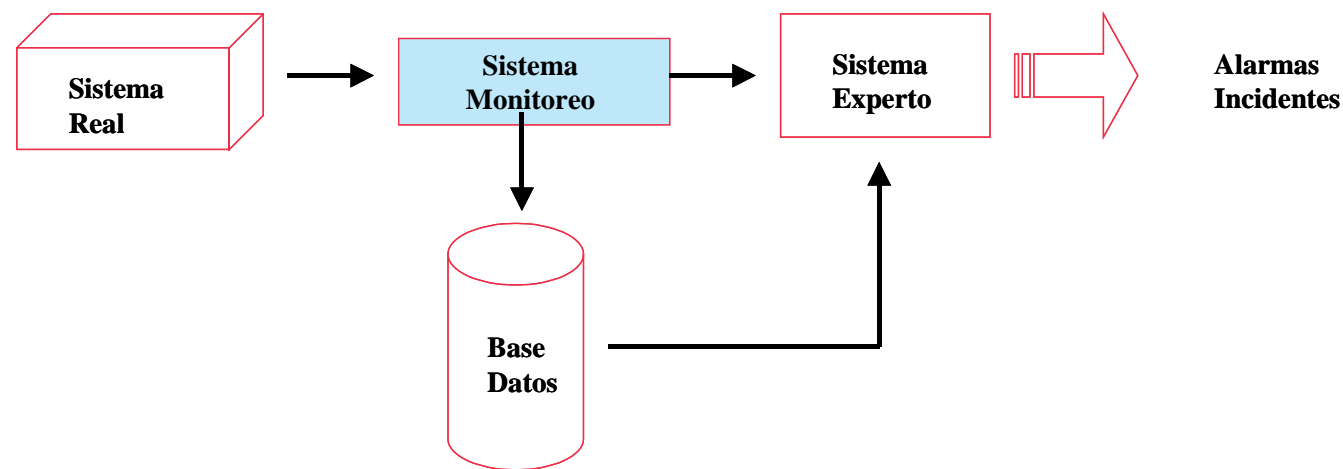 Sistema
Real
Sistema
Monitoreo
Sistema
Experto
Alarmas
Incidentes
Base
Datos